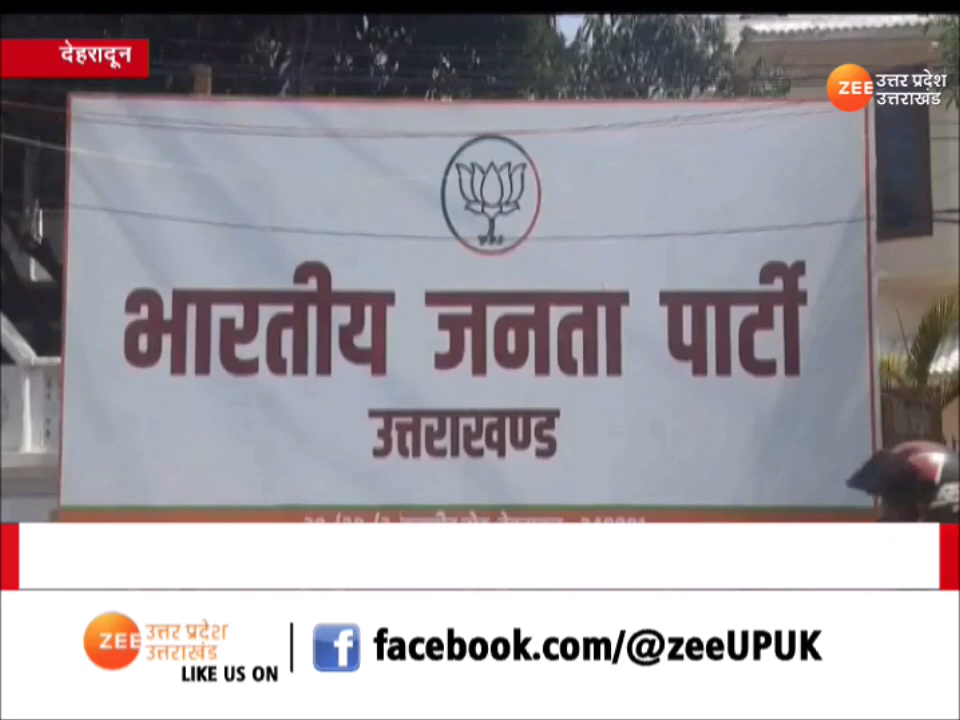 देहरादून
ZEE उत्तर प्रदेश
उत्तराखंड
भारतीय जनता पार्टी
उत्तराखण्ड
ZEE उत्तर प्रदेश
उत्तराखंड
LIKE US ON
f facebook.com/@zeeUPUK